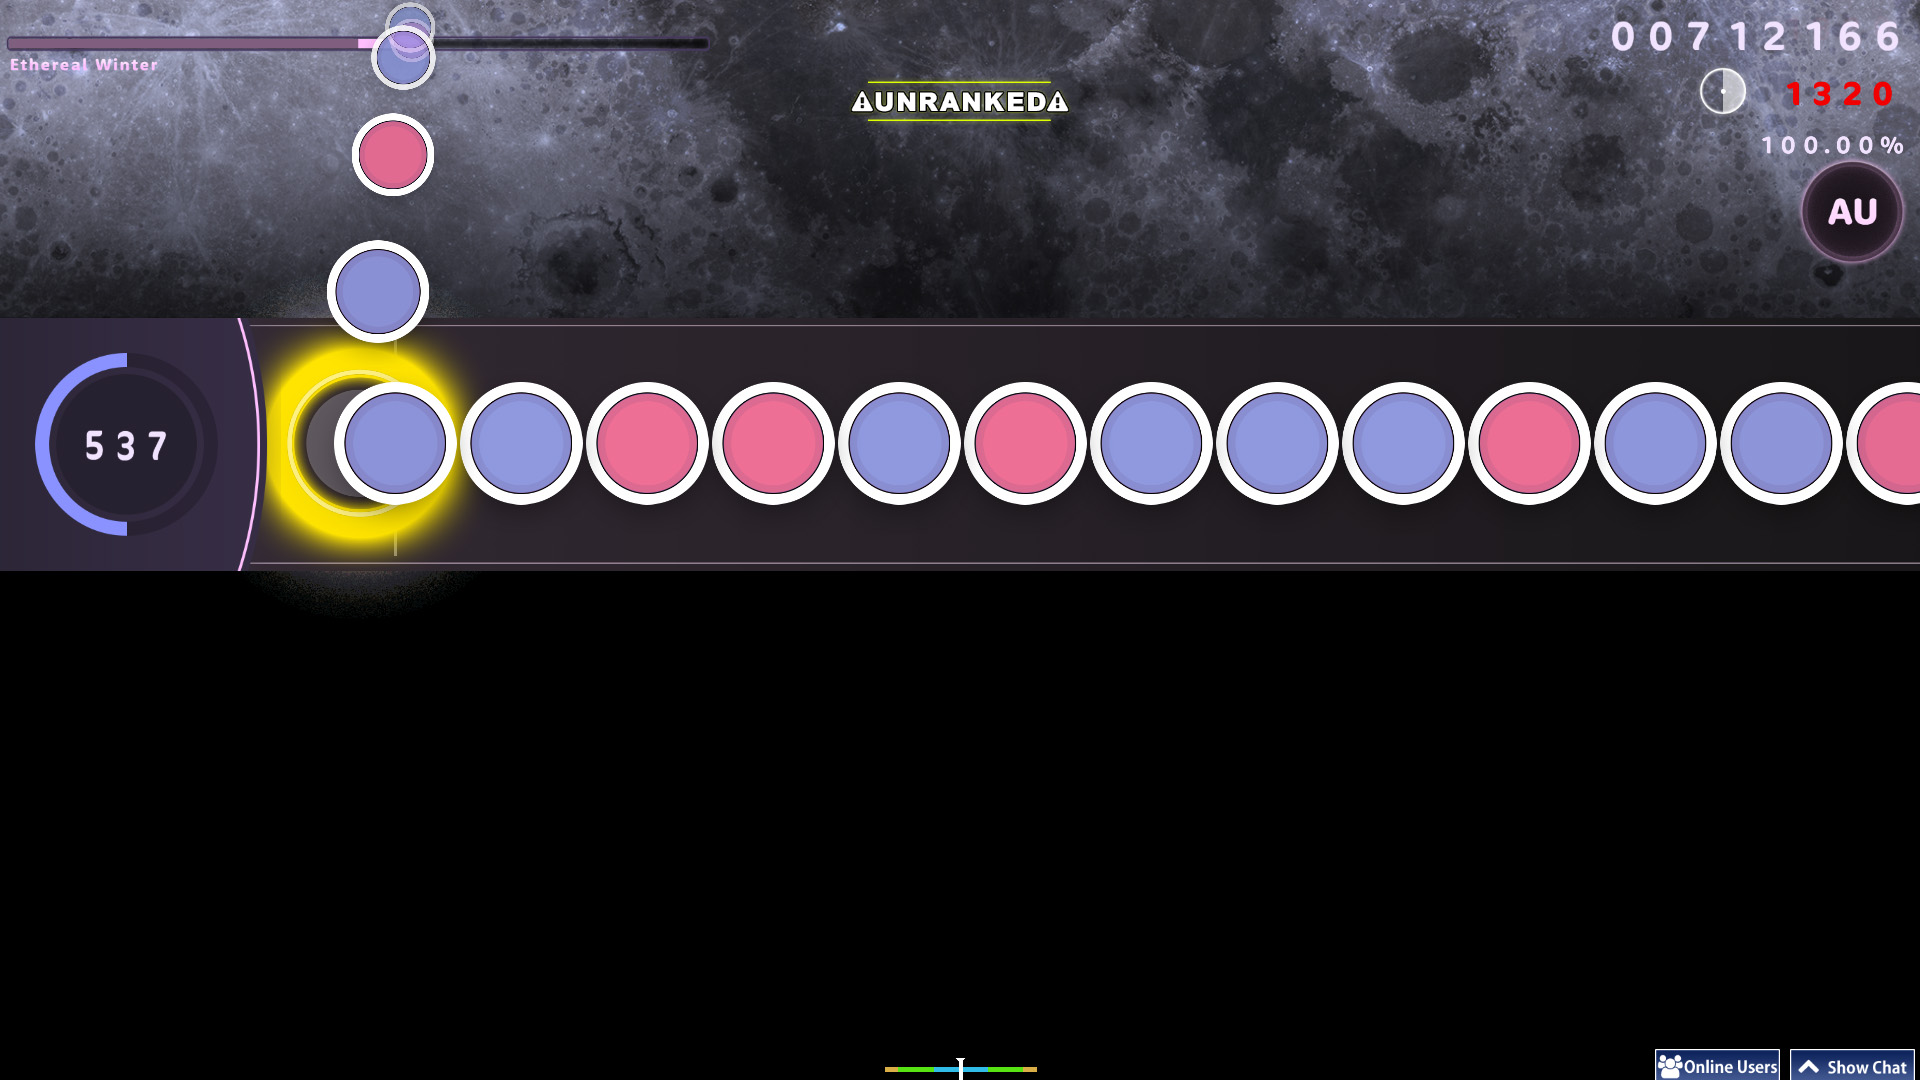 Ethereal Winter
⚠UNRANKED⚠
00712166
1320
100.00%
AU
537
Online Users
Show Chat